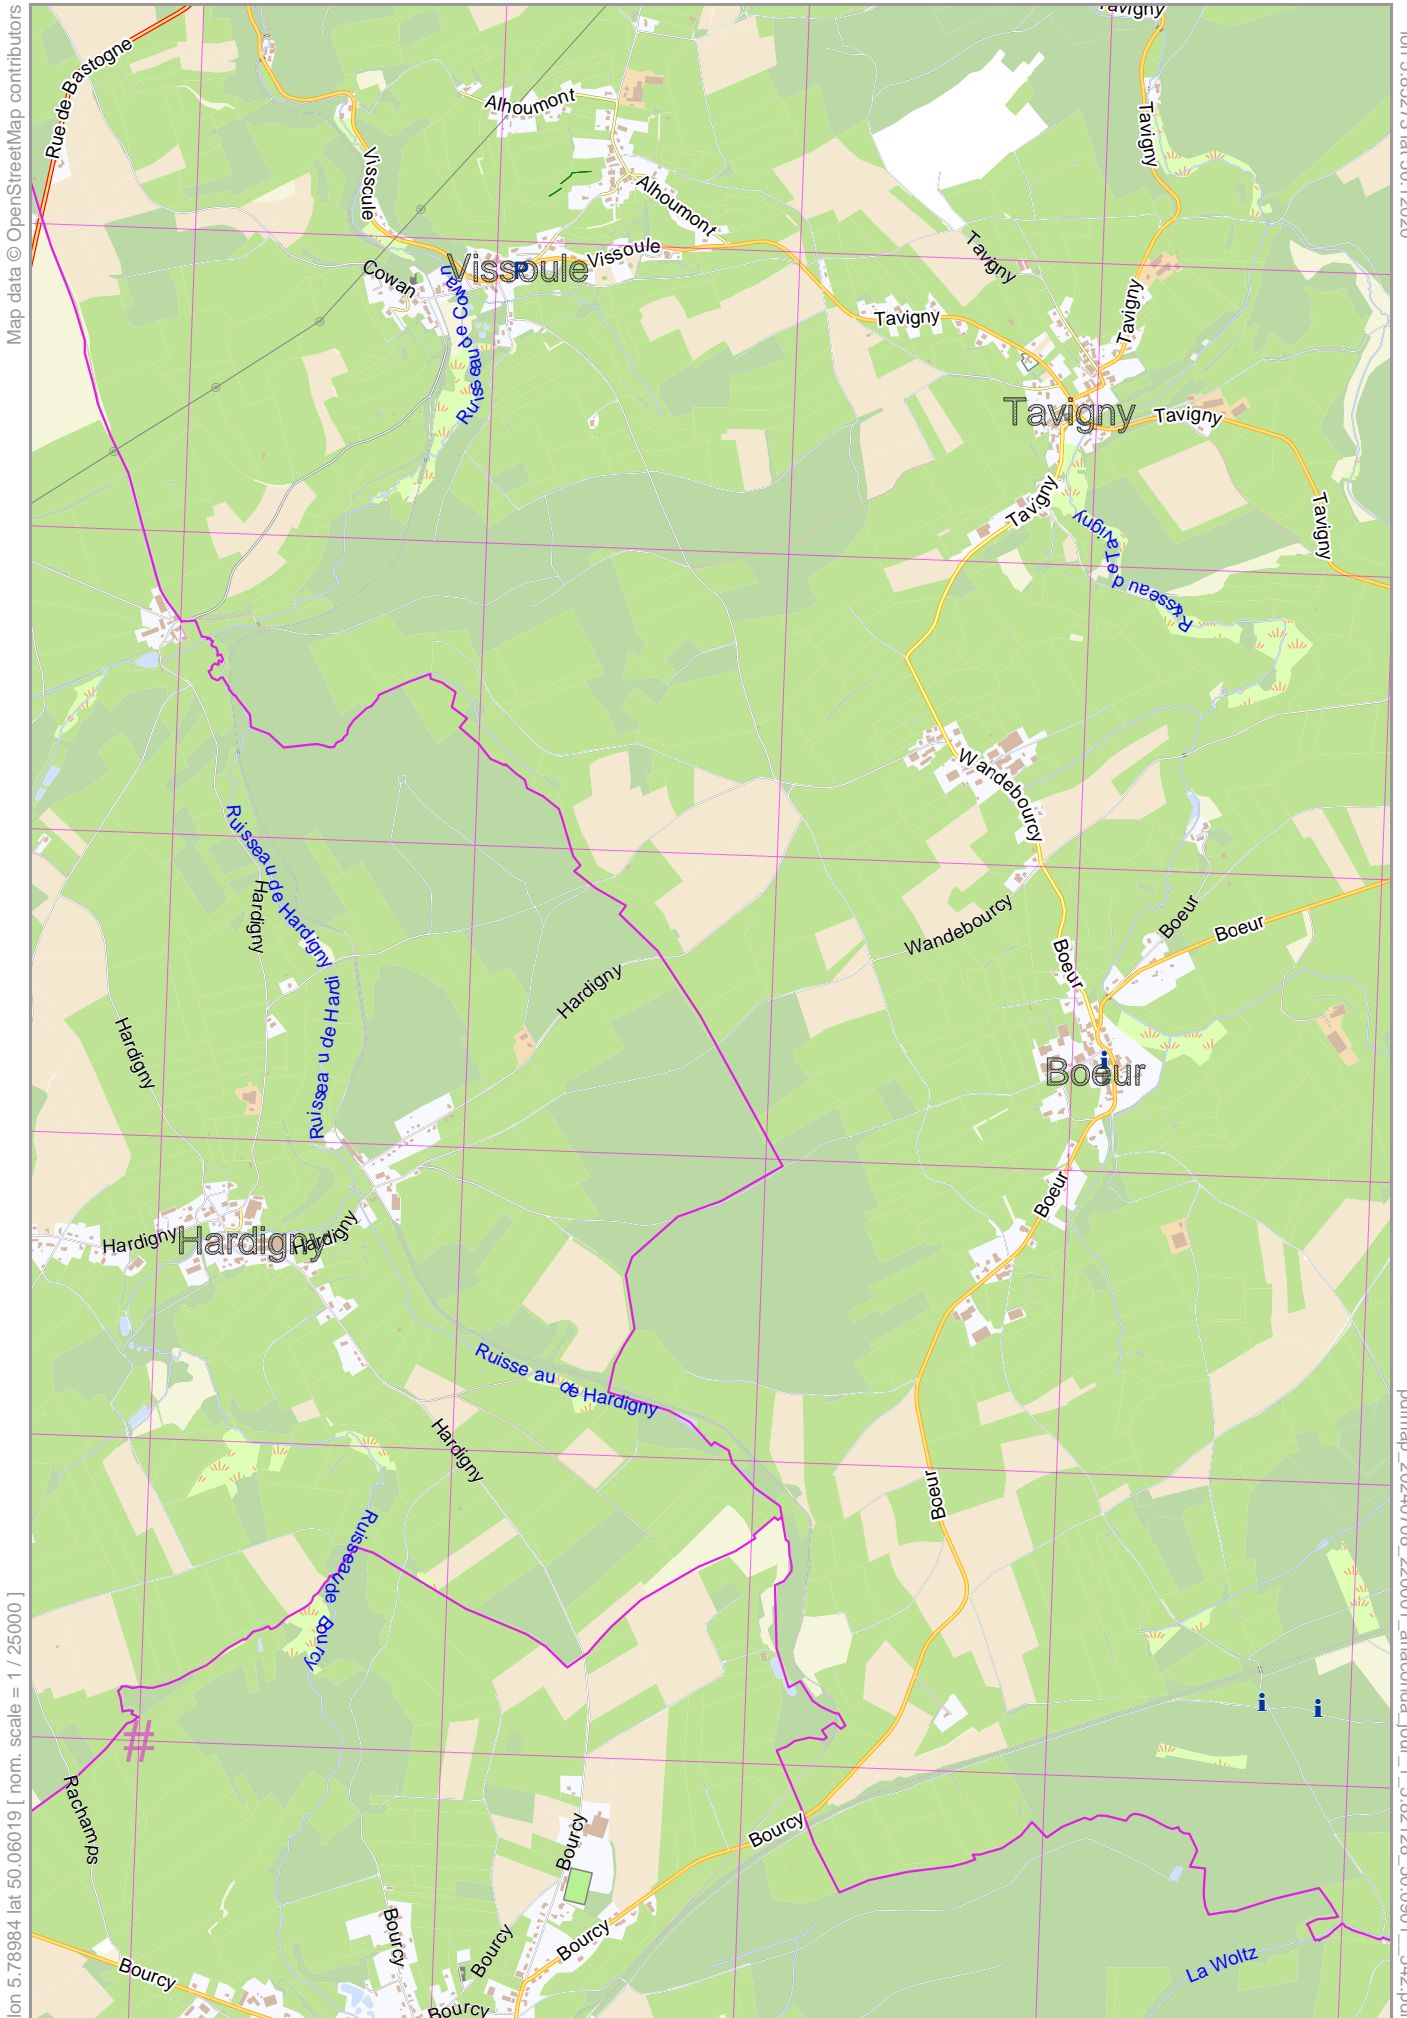 Map data © OpenStreetMap contributors
Tavigny
Rue de Bastogne
Alhoumont
Tavigny
Vissoule
Alhoumont
Vissoule
Tavigny
Cowan
Vissoule
P
Tavigny
Ruisseau de Cowan
Tavigny
Tavigny
Tavigny
Tavigny
Tavigny
Ruisseau de Tavigny
Wandebourcy
Ruisseau de Hardigny
Hardigny
Wandebourcy
Boeur
Boeur
Boeur
Hardigny
Ruisseau de Hardi
Hardigny
i
Boeur
Boeur
Hardigny
Hardigny
Hardigny
Ruisseau de Hardigny
Hardigny
Boeur
Ruisseau de Bourcy
i
i
#
Rachamps
Bourcy
Bourcy
Bourcy
Bourcy
Bourcy
Bourcy
Bourcy
La Woltz
lon 5.78984 lat 50.06019 [ nom. scale = 1 / 25000 ]